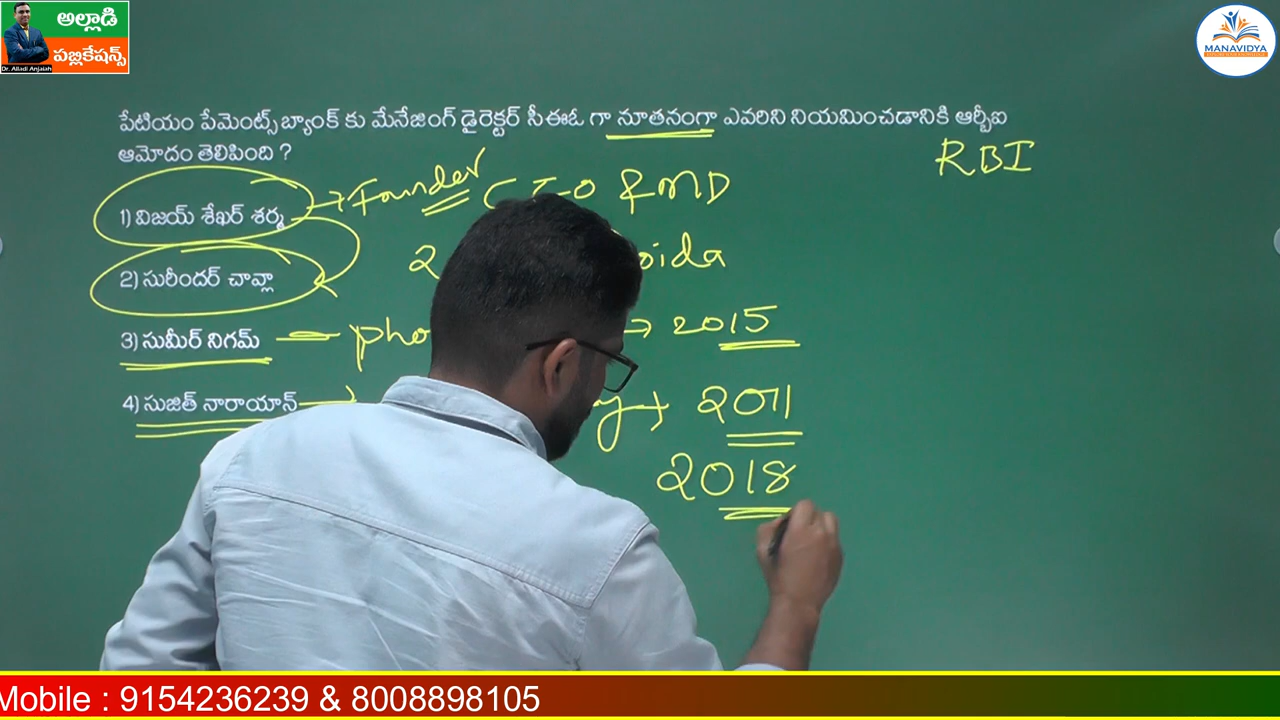 అల్లాడి
పబ్లికేషన్స్
Dr. Alladi Anjaiah
MANAVIDYA
పేటియం పేమెంట్స్ బ్యాంక్ కు మేనేజింగ్ డైరెక్టర్ సీఈఓ గా నూతనంగా ఎవరిని నియమించడానికి ఆర్బీఐ
ఆమోదం తెలిపింది ?
RBI
1) విజయ్ శేఖర్ శర్మ → Founder & MD
2) సురీందర్ చావ్లా
3) సుమీర్ నిగమ్ → 2015
4) సుజిత్ నారాయాన్ → 2011
2018
Mobile : 9154236239 & 8008898105